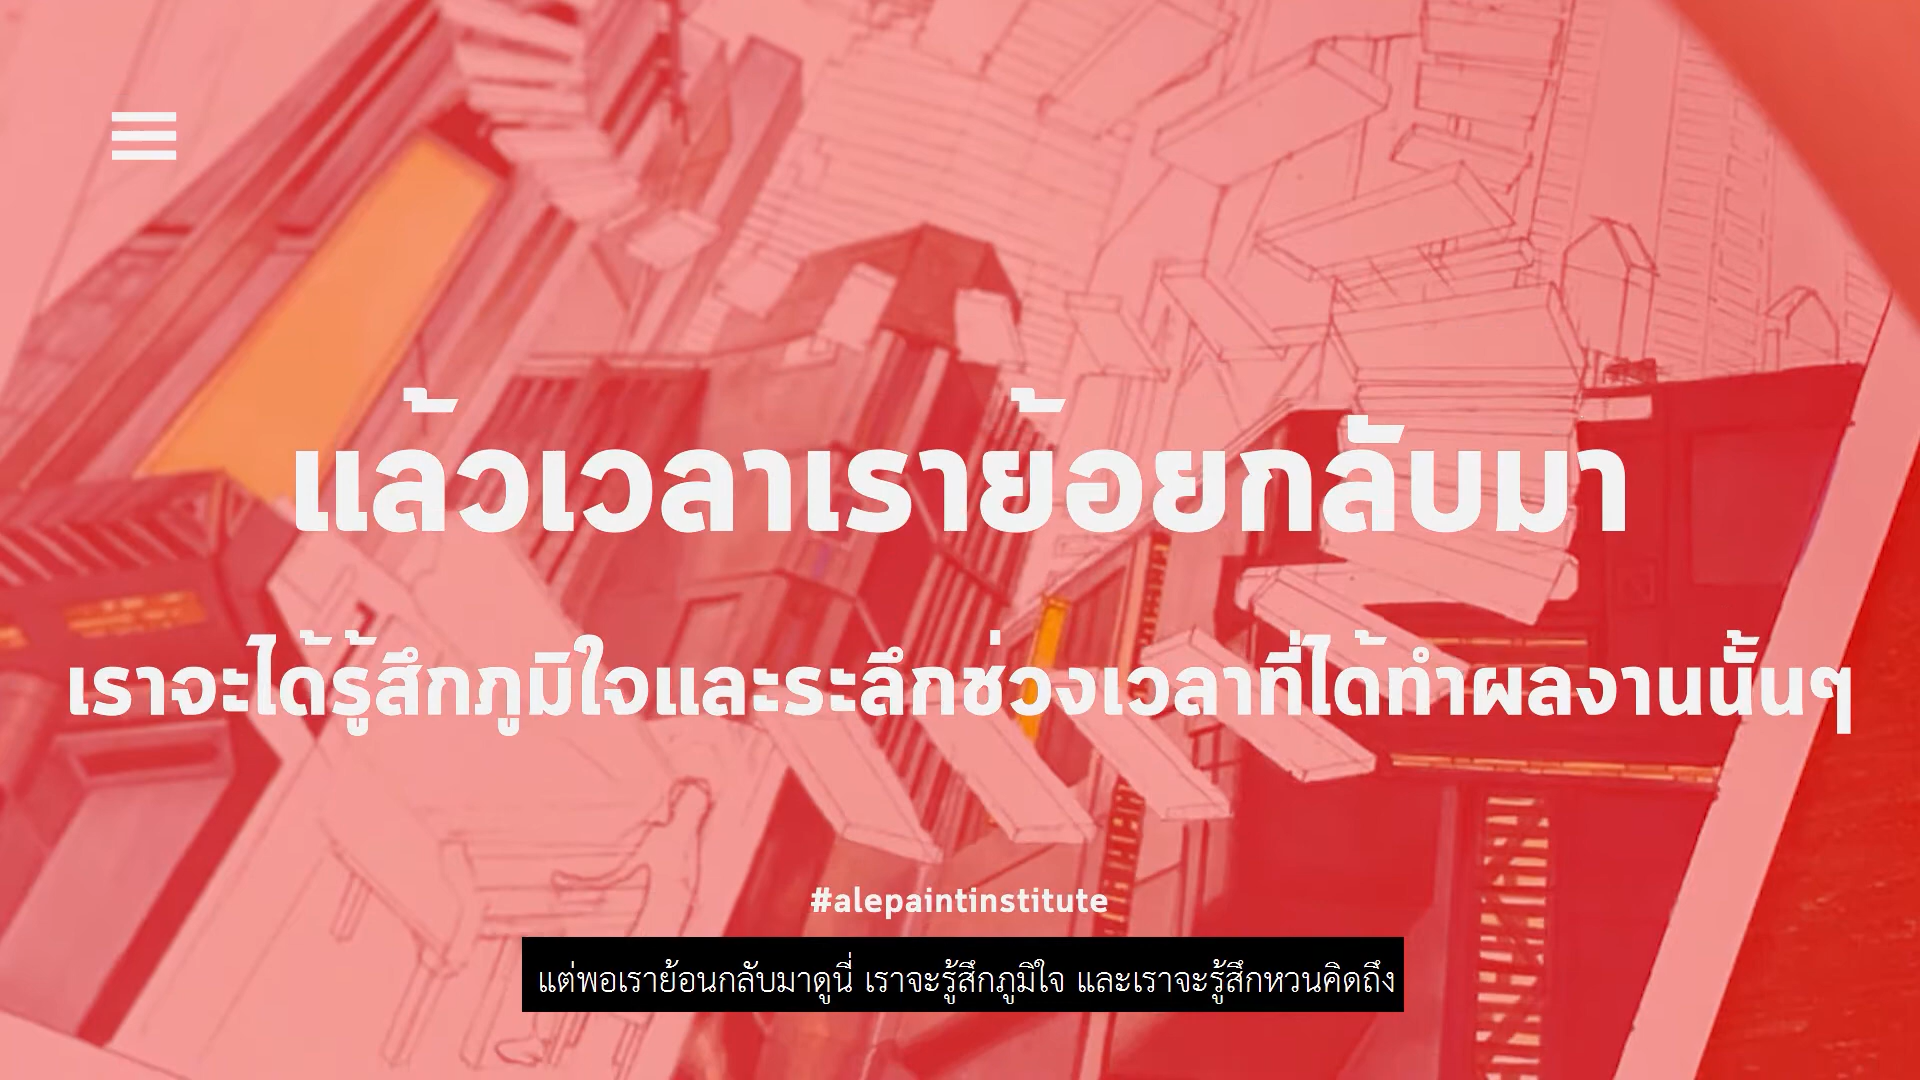 แล้วเวลาเราย้อยกลับมา
เราจะได้รู้สึกภูมิใจและระลึกช่วงเวลาที่ได้ทำผลงานนั้นๆ
#alepaintinstitute
แต่พอเราย้อนกลับมาดูนี่ เราจะรู้สึกภูมิใจ และเราจะรู้สึกหวนคิดถึง